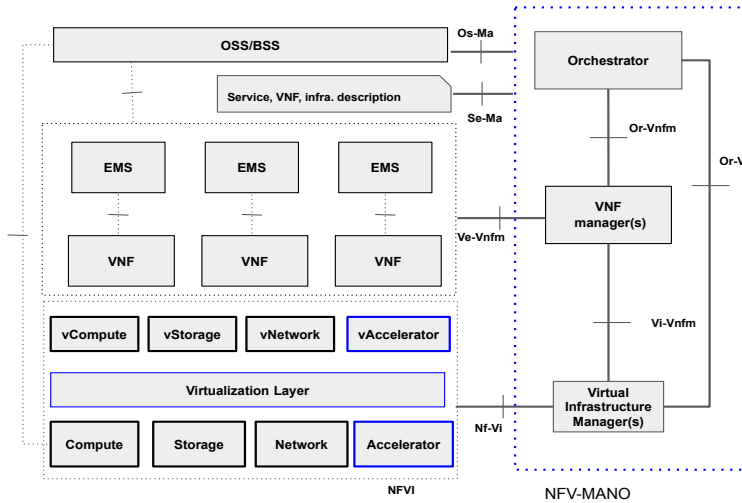 OSS/BSS
Os-Ma
Orchestrator
Service, VNF, infra. description
Se-Ma
Or-Vnfm
Or-V
EMS
EMS
EMS
VNF
manager(s)
Ve-Vnfm
VNF
VNF
VNF
vCompute
vStorage
vNetwork
vAccelerator
Vi-Vnfm
Virtualization Layer
Virtual
Infrastructure
Manager(s)
Nf-Vi
Compute
Storage
Network
Accelerator
NFVI
NFV-MANO